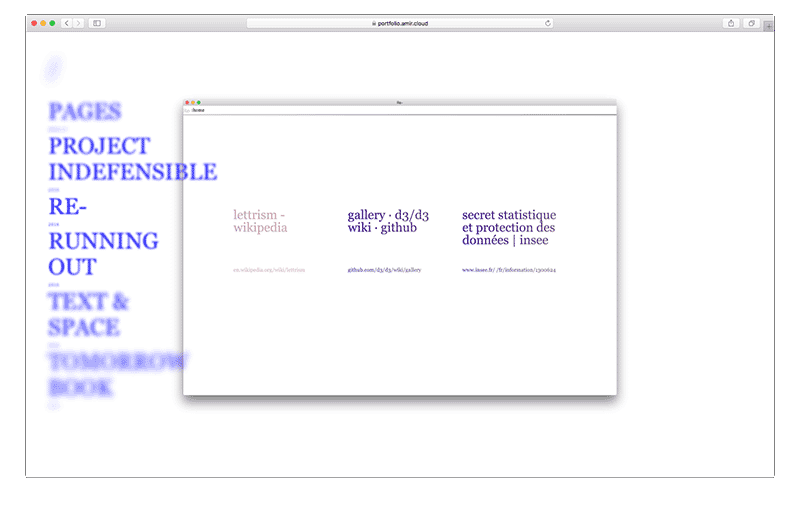 portfolio.amir.cloud
//
PAGES
PROJECT
INDEFENSIBLE
RE-
RUNNING
OUT
TEXT &
SPACE
TOMORROW
BOOK
/home
lettrism -
wikipedia
gallery · d3/d3
wiki · github
secret statistique
et protection des
données | insee
en.wikipedia.org/wiki/lettrism
github.com/d3/d3/wiki/gallery
www.insee.fr/ /fr/information/1300624